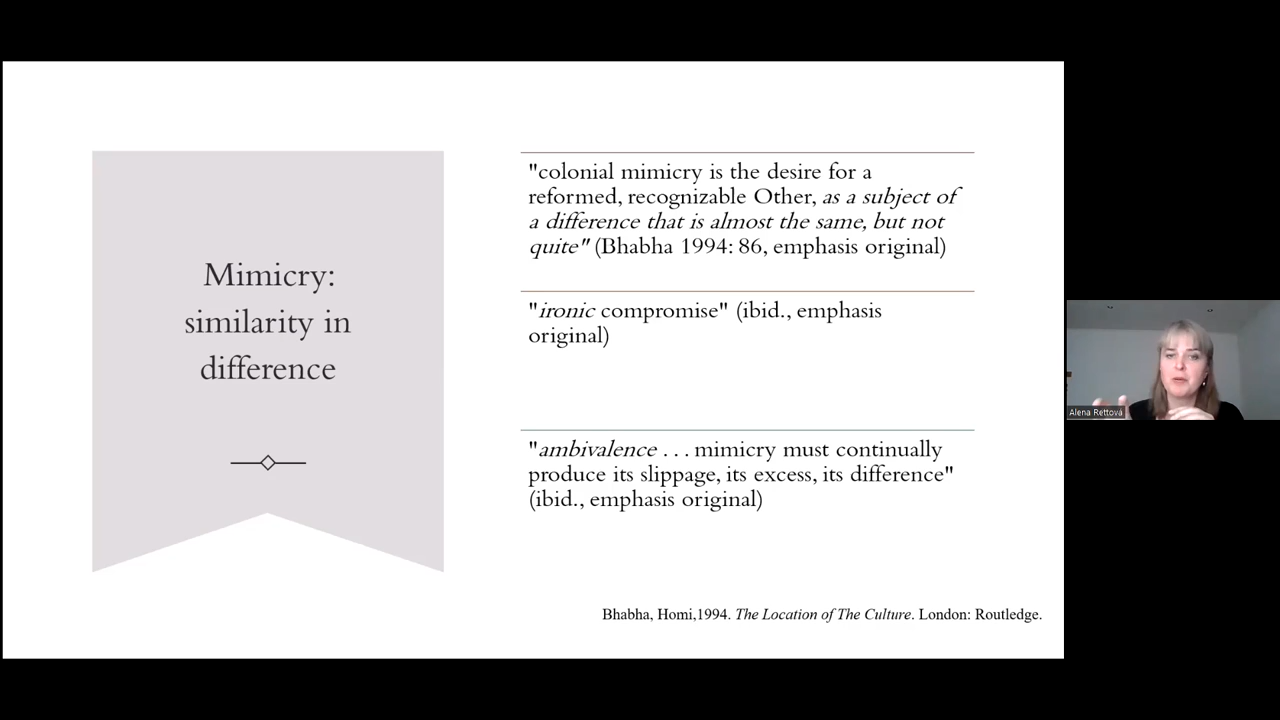 Mimicry:
similarity in
difference
"colonial mimicry is the desire for a
reformed, recognizable Other, as a subject of
a difference that is almost the same, but not
quite" (Bhabha 1994: 86, emphasis original)
"ironic compromise" (ibid., emphasis
original)
"ambivalence . . . mimicry must continually
produce its slippage, its excess, its difference"
(ibid., emphasis original)
Bhabha, Homi,1994. The Location of The Culture. London: Routledge.
Alena Rettová